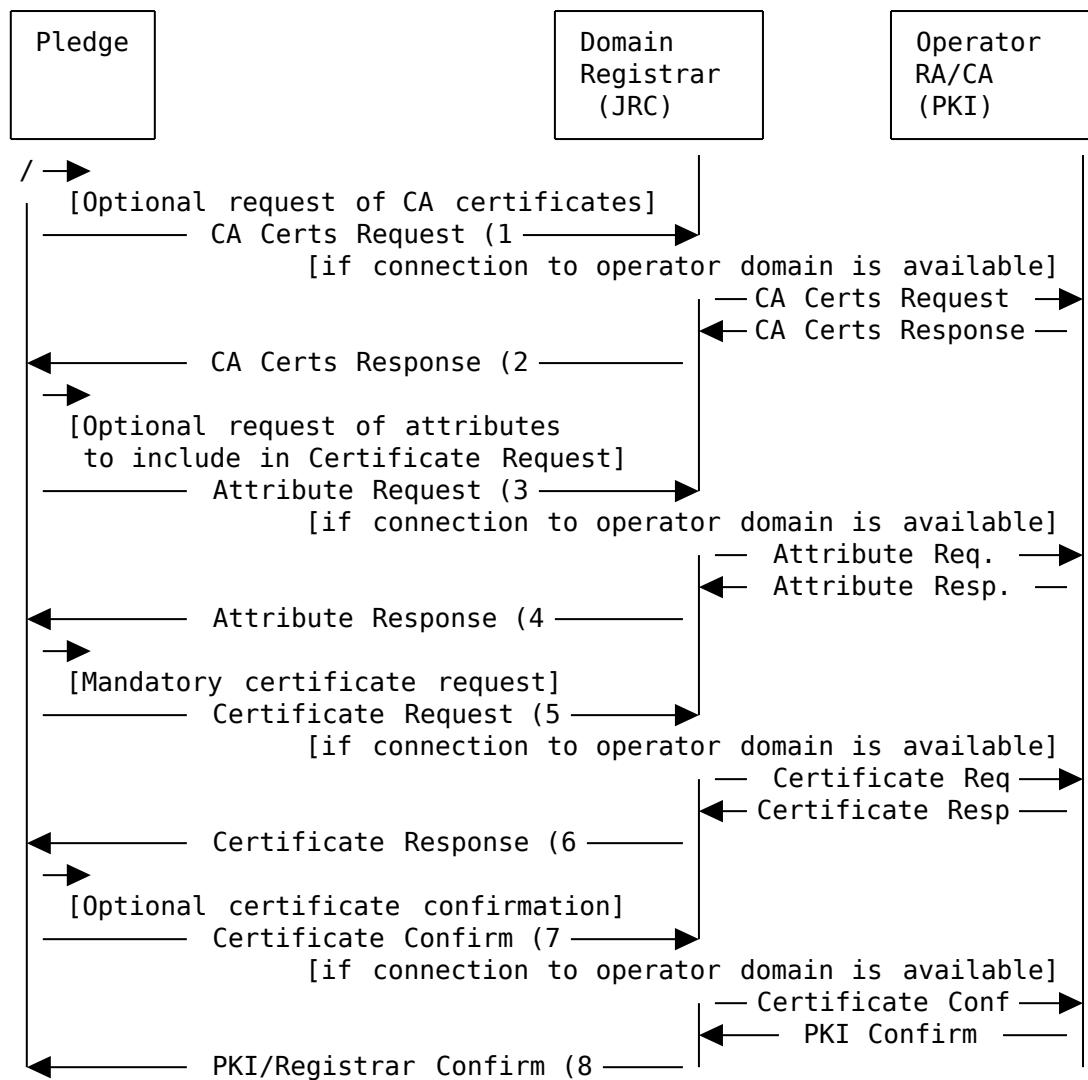 Pledge
Domain
Registrar
(JRC)
Operator
RA/CA
(PKI)
/
[Optional request of CA certificates]
CA Certs Request (1
[if connection to operator domain is available]
CA Certs Request
CA Certs Response
CA Certs Response (2
[Optional request of attributes
to include in Certificate Request]
Attribute Request (3
[if connection to operator domain is available]
Attribute Req.
Attribute Resp.
Attribute Response (4
[Mandatory certificate request]
Certificate Request (5
[if connection to operator domain is available]
Certificate Req
Certificate Resp
Certificate Response (6
[Optional certificate confirmation]
Certificate Confirm (7
[if connection to operator domain is available]
Certificate Conf
PKI Confirm
PKI/Registrar Confirm (8